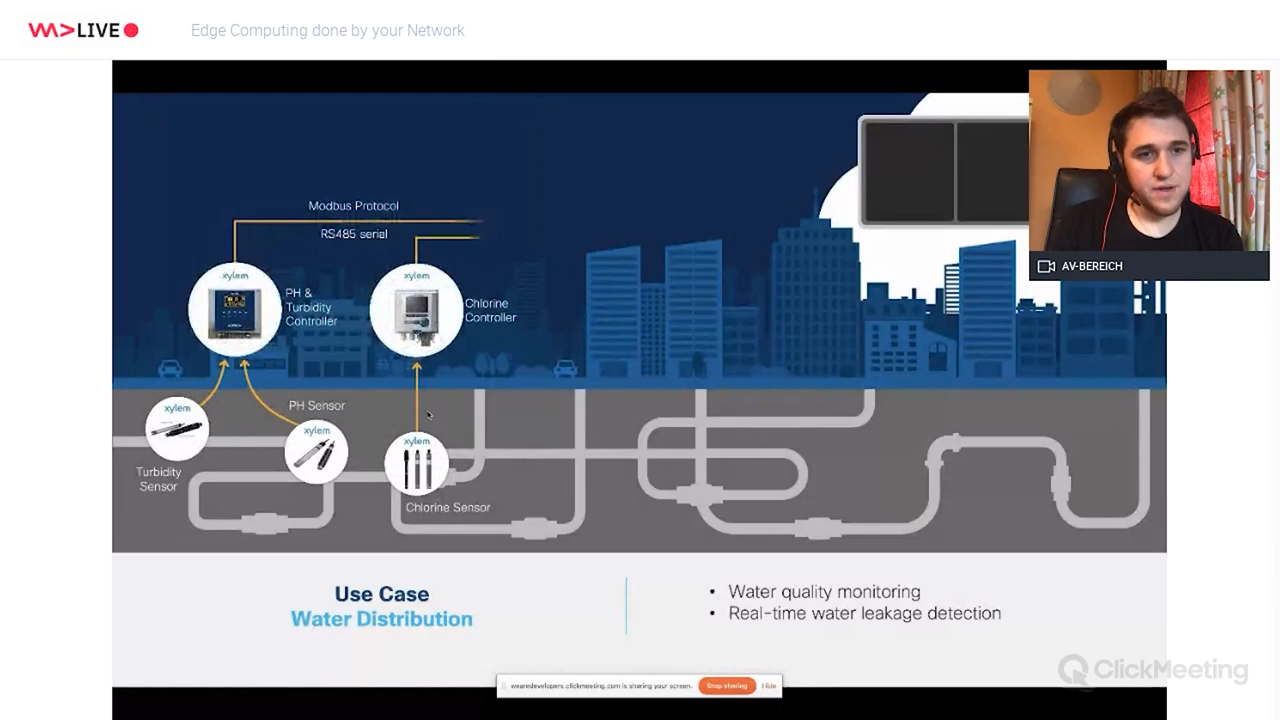 WA>LIVE
Edge Computing done by your Network
AV-BEREICH
Modbus Protocol
RS485 serial
xylem
PH &
Turbidity
Controller
xylem
Chlorine
Controller
xylem
Turbidity
Sensor
PH Sensor
xylem
xylem
Chlorine Sensor
Use Case
Water Distribution
• Water quality monitoring
• Real-time water leakage detection
wearedevelopers.clickmeeting.com is sharing your screen.
Stop sharing
Hide
ClickMeeting